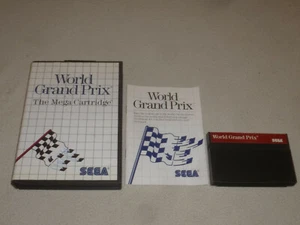 World
Grand Prix
The Mega Cartridge
SEGA
World
Grand Prix
SEGA
World Grand Prix
SEGA